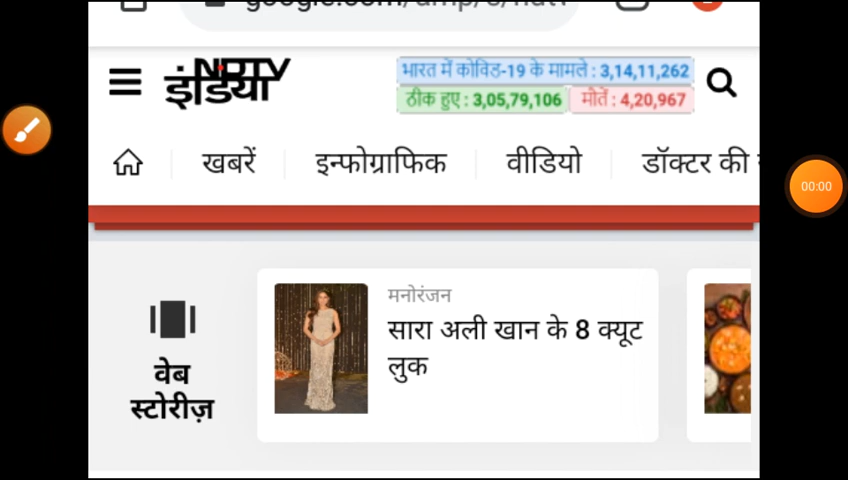 NDTV
इंडिया
भारत में कोविड-19 के मामले : 3,14,11,262
ठीक हुए : 3,05,79,106 मौतें : 4,20,967
खबरें इन्फोग्राफिक वीडियो डॉक्टर की
00:00
मनोरंजन
सारा अली खान के 8 क्यूट
लुक
वेब
स्टोरीज़